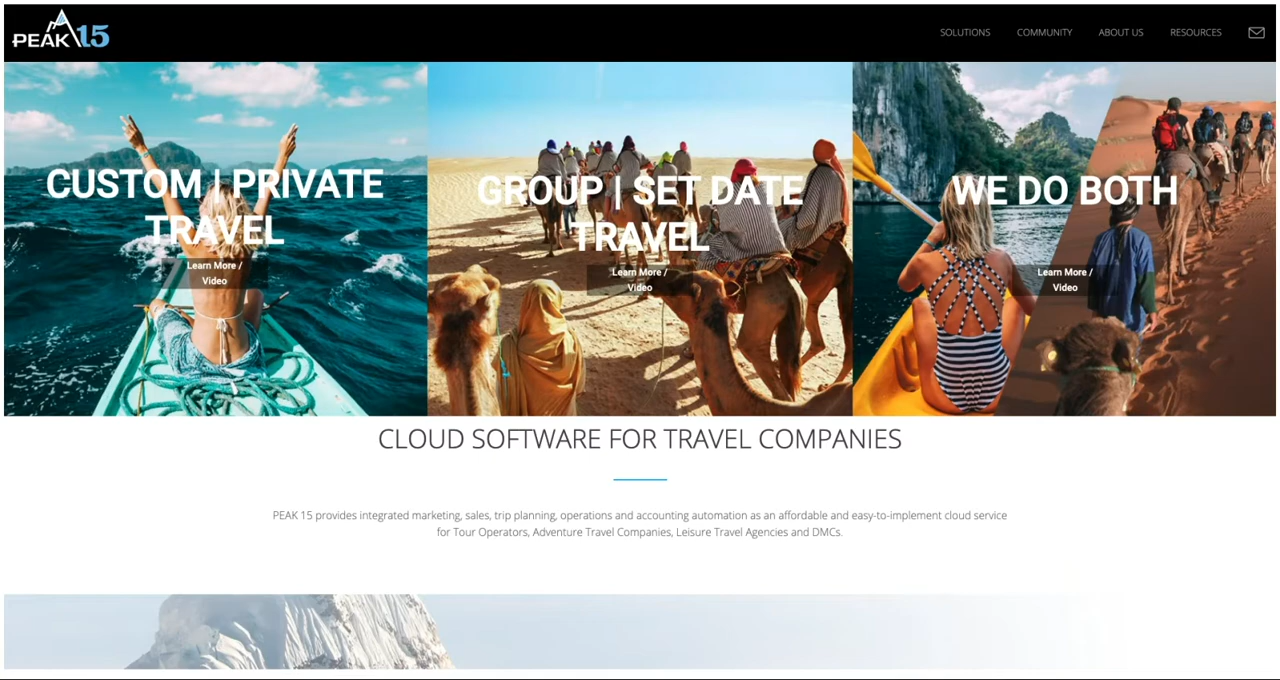 PEAK 15
SOLUTIONS
COMMUNITY
ABOUT US
RESOURCES
CUSTOM | PRIVATE
TRAVEL
Learn More /
Video
GROUP | SET DATE
TRAVEL
Learn More /
Video
WE DO BOTH
Learn More /
Video
CLOUD SOFTWARE FOR TRAVEL COMPANIES
PEAK 15 provides integrated marketing, sales, trip planning, operations and accounting automation as an affordable and easy-to-implement cloud service
for Tour Operators, Adventure Travel Companies, Leisure Travel Agencies and DMCs.